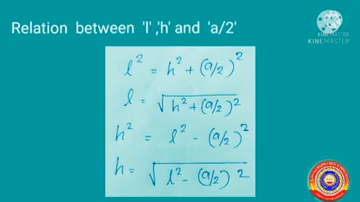 Relation between 'l' ,'h' and 'a/2'
Made with
KINEMASTER
KINEMASTER
l² = h² + (a/2)²
l = √h² + (a/2)²
h² = l² - (a/2)²
h = √l² - (a/2)²